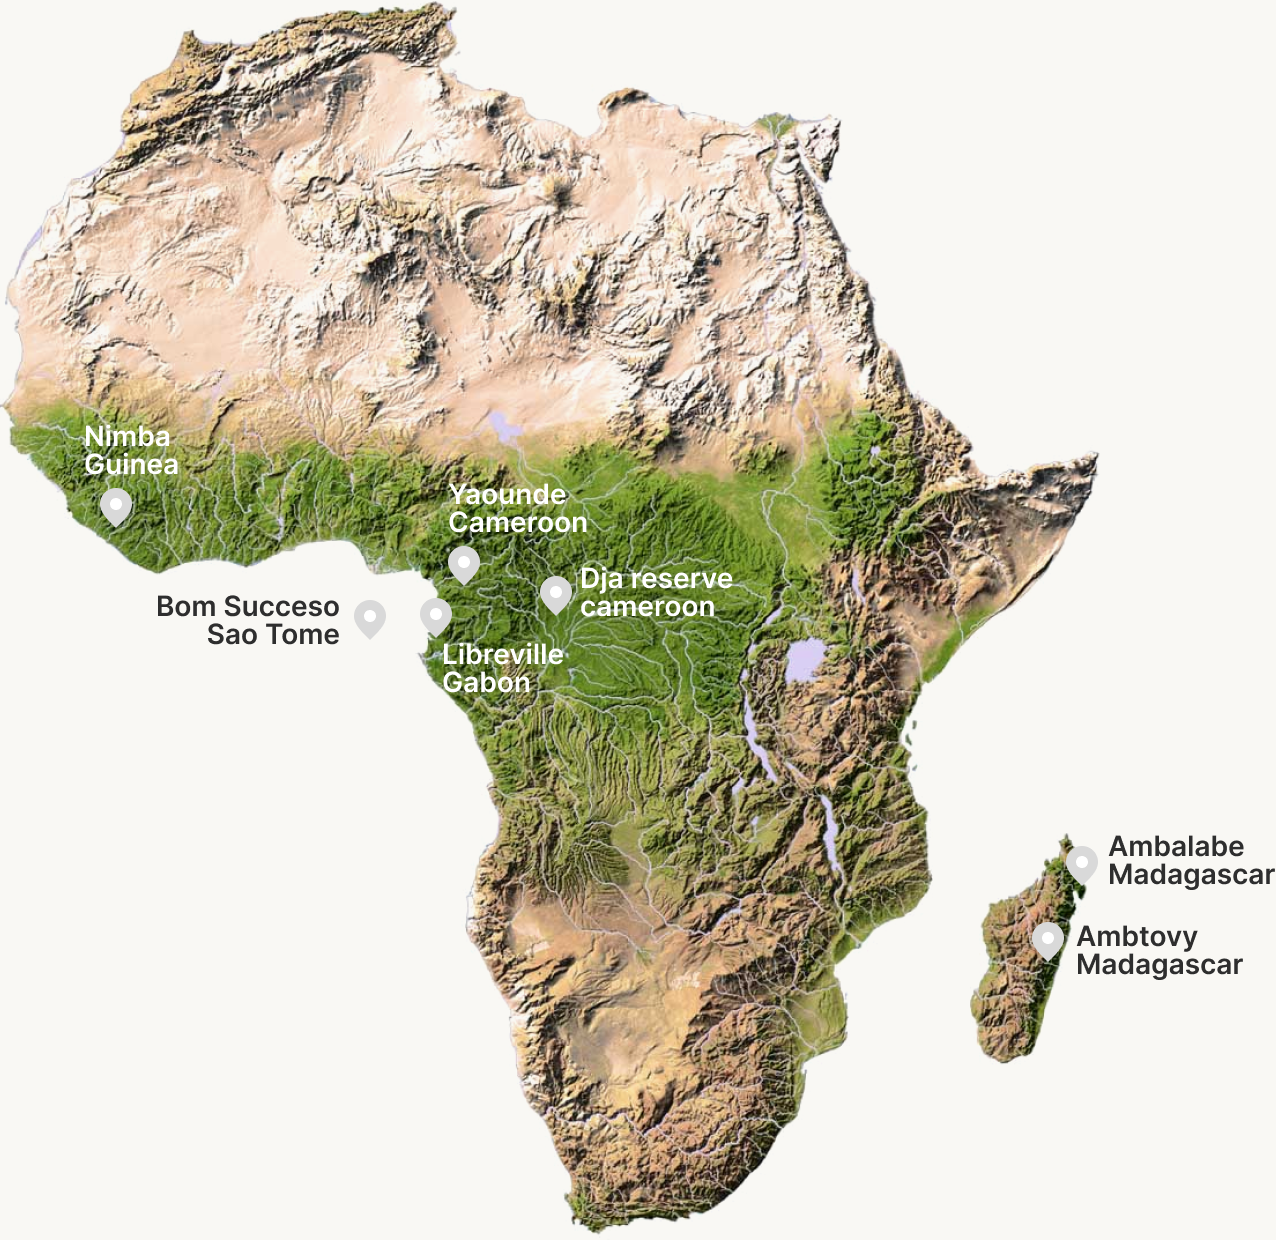 Nimba
Guinea
Yaounde
Cameroon
Dja reserve
cameroon
Bom Succeso
Sao Tome
Libreville
Gabon
Ambalabe
Madagascar
Ambtovy
Madagascar